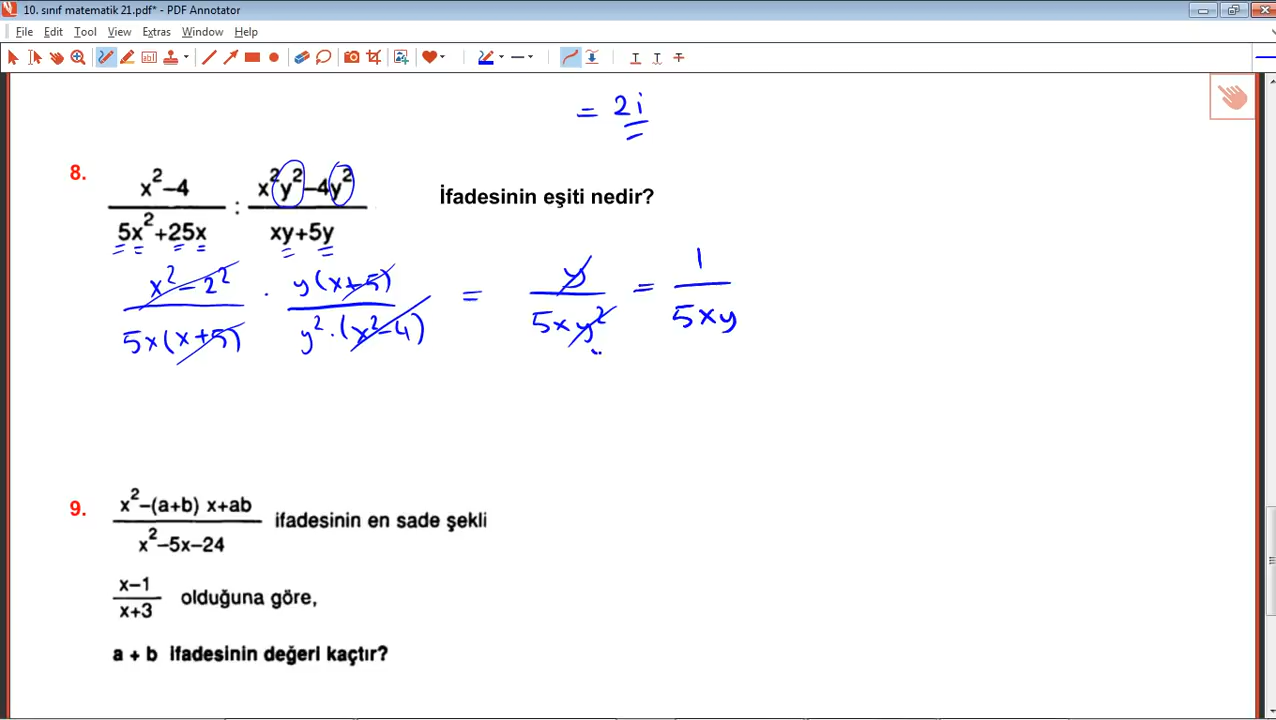 10. sınıf matematik 21.pdf* - PDF Annotator
File Edit Tool View Extras Window Help
= 2i
8. x²–4 / 5x²+25x : x²y²–4y² / xy+5y İfadesinin eşiti nedir?
x² – 2² / 5x(x+5) · y(x+5) / y²·(x²–4) = y / 5xy² = 1 / 5xy
9. x²–(a+b) x+ab / x²–5x–24 ifadesinin en sade şekli
x–1 / x+3 olduğuna göre,
a + b ifadesinin değeri kaçtır?